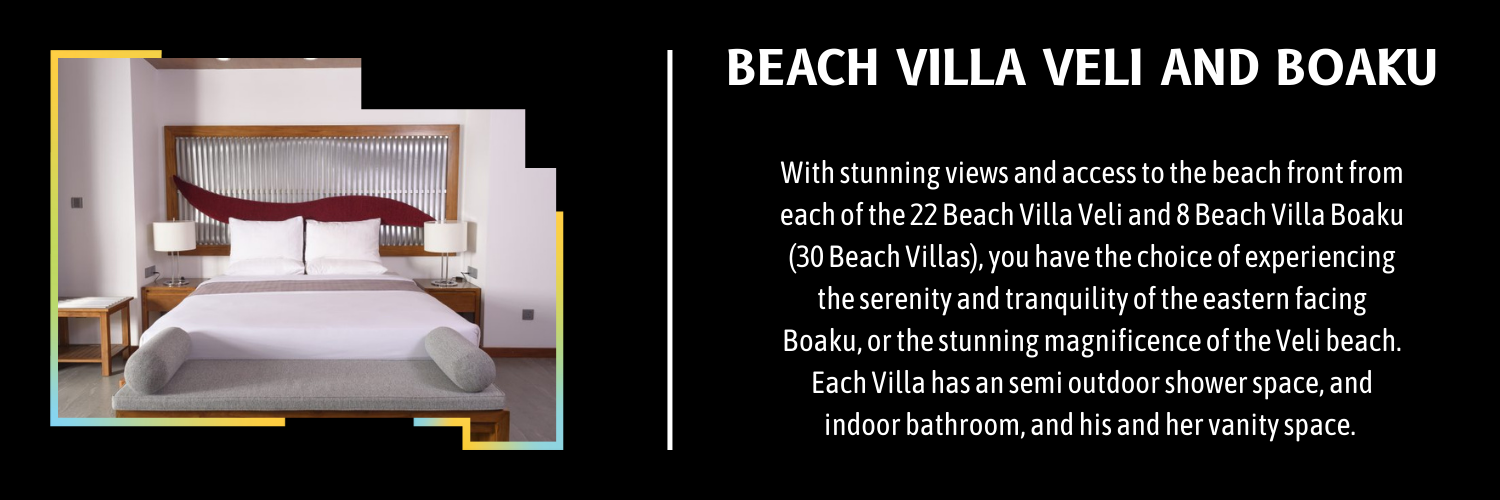 BEACH VILLA VELI AND BOAKU
With stunning views and access to the beach front from
each of the 22 Beach Villa Veli and 8 Beach Villa Boaku
(30 Beach Villas), you have the choice of experiencing
the serenity and tranquility of the eastern facing
Boaku, or the stunning magnificence of the Veli beach.
Each Villa has an semi outdoor shower space, and
indoor bathroom, and his and her vanity space.